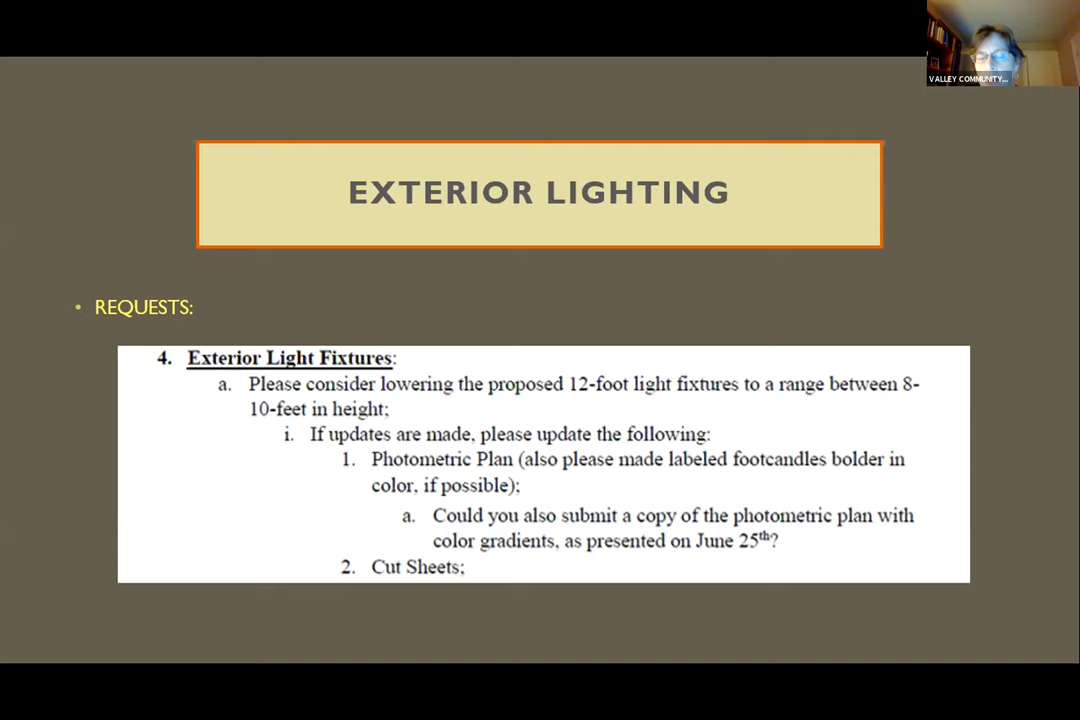 VALLEY COMMUNITY...
EXTERIOR LIGHTING
• REQUESTS:
4. Exterior Light Fixtures:
a. Please consider lowering the proposed 12-foot light fixtures to a range between 8-
10-feet in height;
i. If updates are made, please update the following:
1. Photometric Plan (also please made labeled footcandles bolder in
color, if possible);
a. Could you also submit a copy of the photometric plan with
color gradients, as presented on June 25th?
2. Cut Sheets;